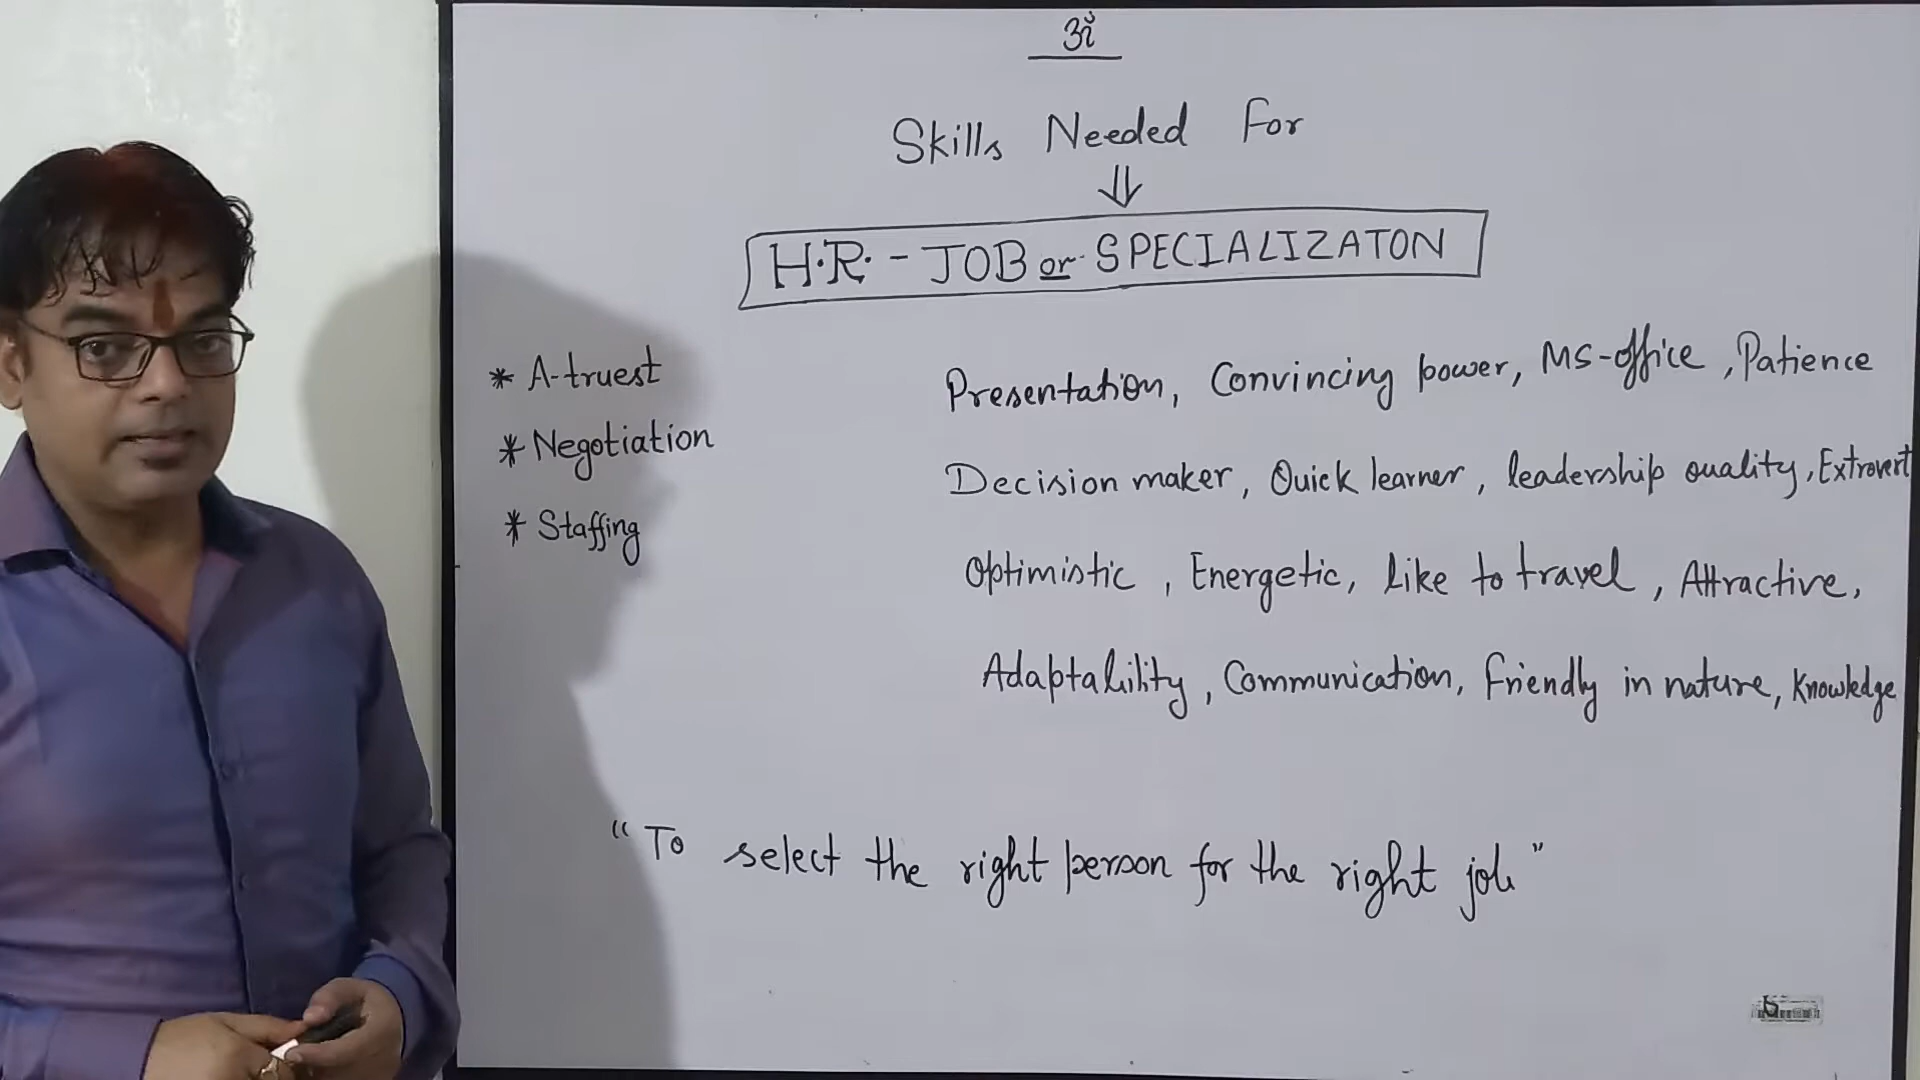 ॐ
Skills Needed For
H.R. - JOB or SPECIALIZATON
* A-truest
* Negotiation
* Staffing
Presentation, Convincing power, MS-office, Patience
Decision maker, Quick learner, leadership quality, Extrovert
Optimistic, Energetic, like to travel, Attractive,
Adaptability, Communication, Friendly in nature, Knowledge
"To select the right person for the right job"